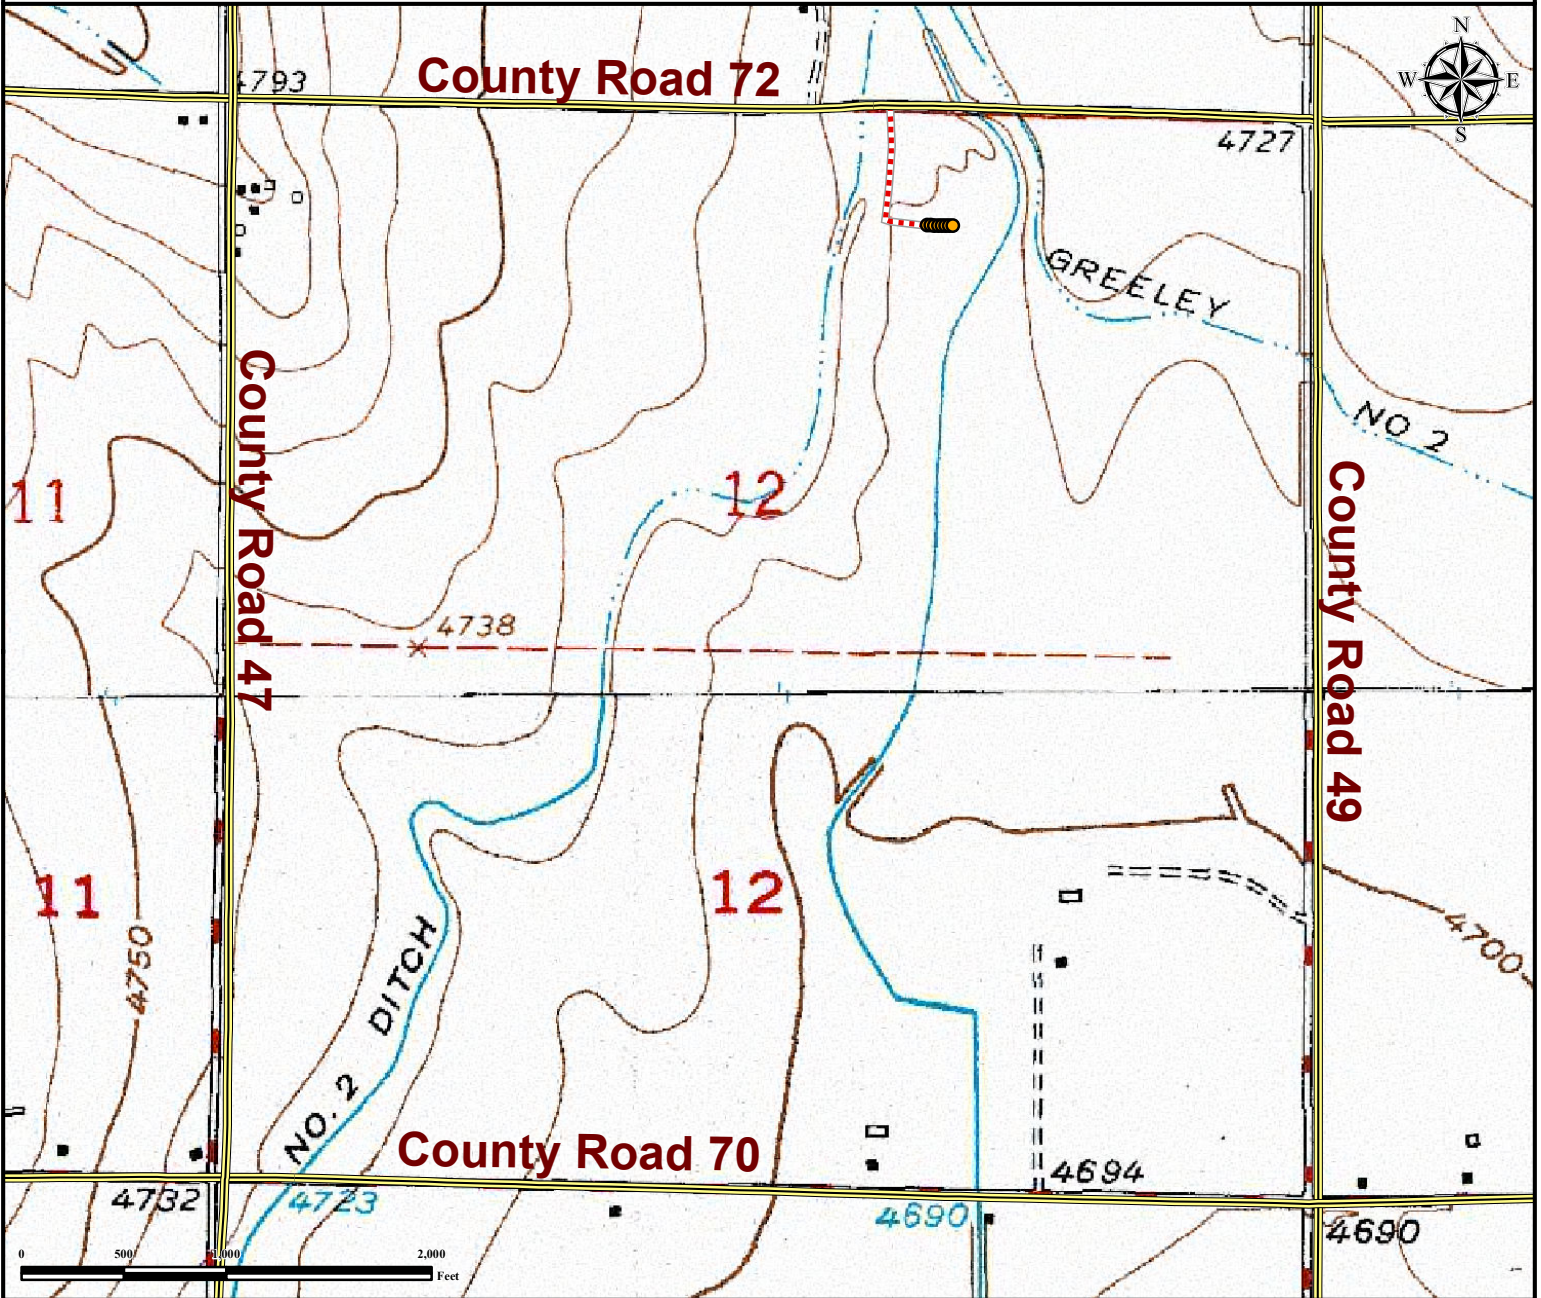 N
W E
S
County Road 72
4793
4727
GREELEY
County Road 47
NO 2
County Road 49
11
12
4738
11
12
4750
4700
DITCH
NO. 2
County Road 70
4694
4732
4723
4690
4690
0 500 1,000 2,000
Feet